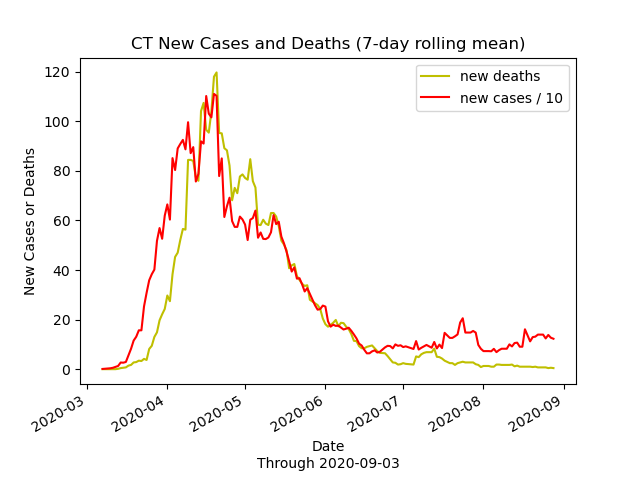 CT New Cases and Deaths (7-day rolling mean)
new deaths
new cases / 10
120
100
80
60
40
20
0
New Cases or Deaths
2020-03
2020-04
2020-05
2020-06
2020-07
2020-08
2020-09
Date
Through 2020-09-03